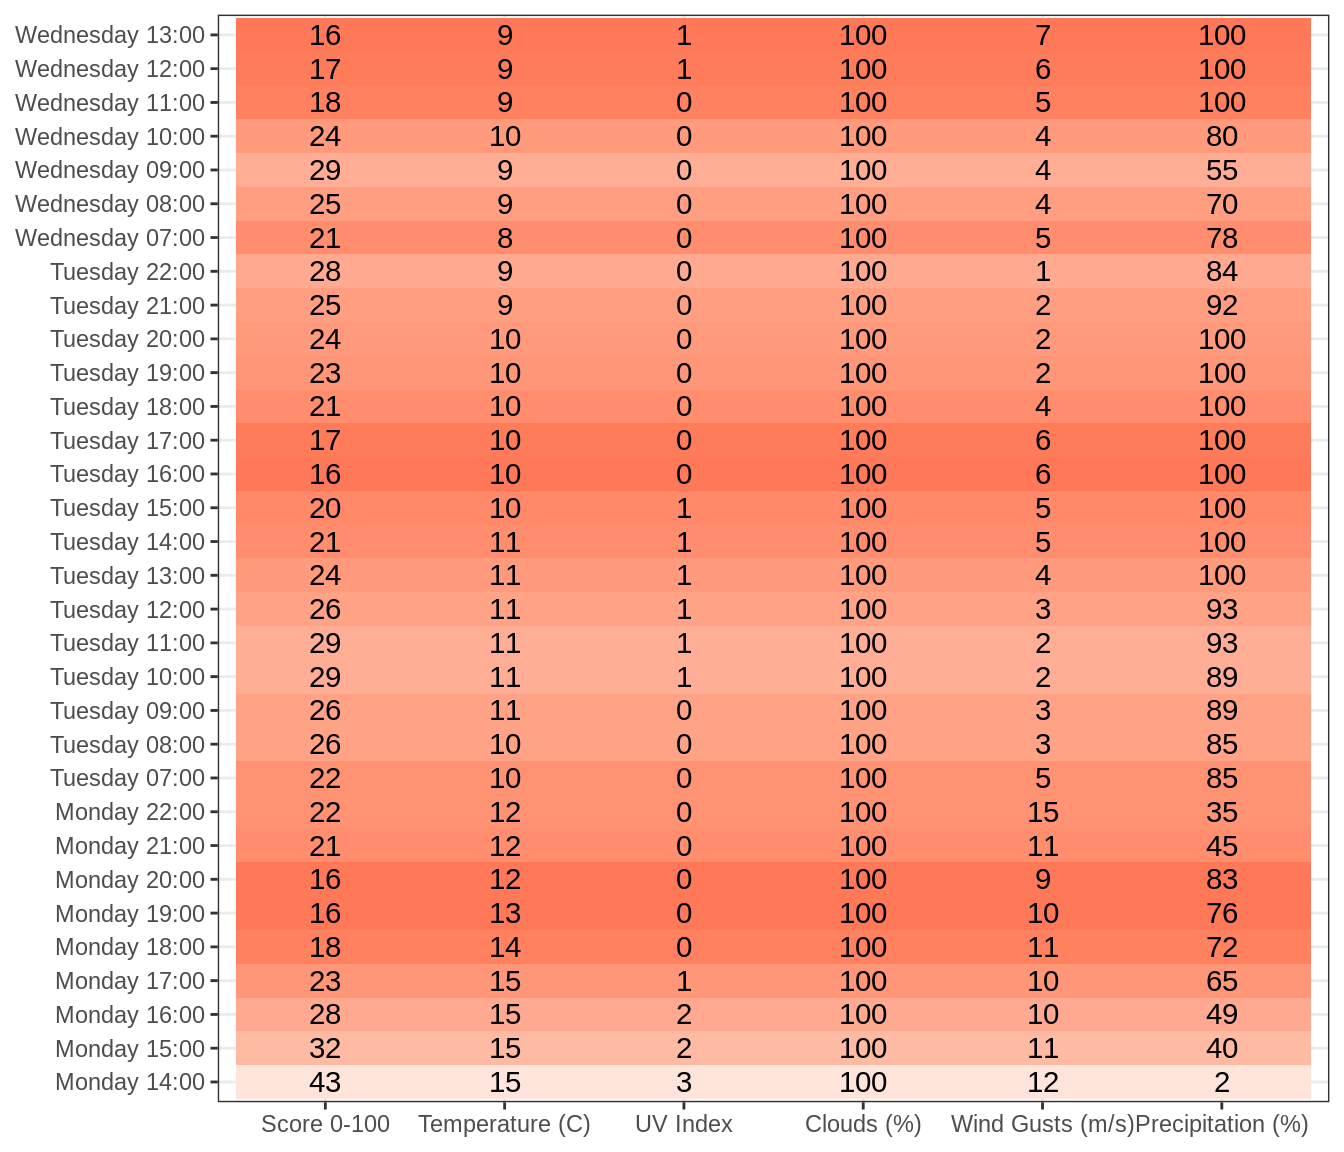 Wednesday 13:00 16 9 1 100 7 100
Wednesday 12:00 17 9 1 100 6 100
Wednesday 11:00 18 9 0 100 5 100
Wednesday 10:00 24 10 0 100 4 80
Wednesday 09:00 29 9 0 100 4 55
Wednesday 08:00 25 9 0 100 4 70
Wednesday 07:00 21 8 0 100 5 78
Tuesday 22:00 28 9 0 100 1 84
Tuesday 21:00 25 9 0 100 2 92
Tuesday 20:00 24 10 0 100 2 100
Tuesday 19:00 23 10 0 100 2 100
Tuesday 18:00 21 10 0 100 4 100
Tuesday 17:00 17 10 0 100 6 100
Tuesday 16:00 16 10 0 100 6 100
Tuesday 15:00 20 10 1 100 5 100
Tuesday 14:00 21 11 1 100 5 100
Tuesday 13:00 24 11 1 100 4 100
Tuesday 12:00 26 11 1 100 3 93
Tuesday 11:00 29 11 1 100 2 93
Tuesday 10:00 29 11 1 100 2 89
Tuesday 09:00 26 11 0 100 3 89
Tuesday 08:00 26 10 0 100 3 85
Tuesday 07:00 22 10 0 100 5 85
Monday 22:00 22 12 0 100 15 35
Monday 21:00 21 12 0 100 11 45
Monday 20:00 16 12 0 100 9 83
Monday 19:00 16 13 0 100 10 76
Monday 18:00 18 14 0 100 11 72
Monday 17:00 23 15 1 100 10 65
Monday 16:00 28 15 2 100 10 49
Monday 15:00 32 15 2 100 11 40
Monday 14:00 43 15 3 100 12 2
Score 0-100 Temperature (C) UV Index Clouds (%) Wind Gusts (m/s) Precipitation (%)